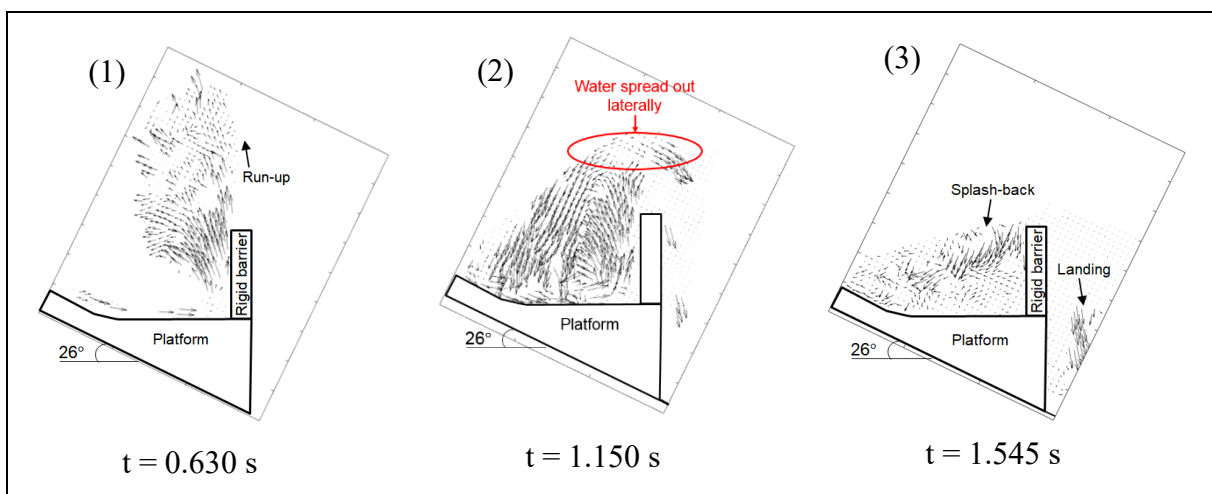 (1)
Run-up
Rigid barrier
Platform
26°
t = 0.630 s
(2)
Water spread out
laterally
Platform
26°
t = 1.150 s
(3)
Splash-back
Rigid barrier
Landing
Platform
26°
t = 1.545 s